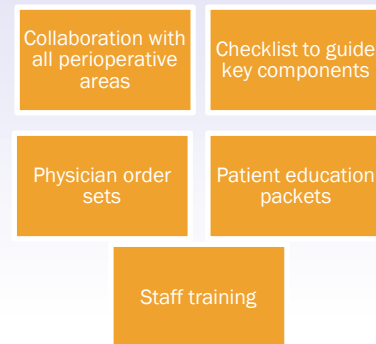 Collaboration with
all perioperative
areas
Checklist to guide
key components
Physician order
sets
Patient education
packets
Staff training